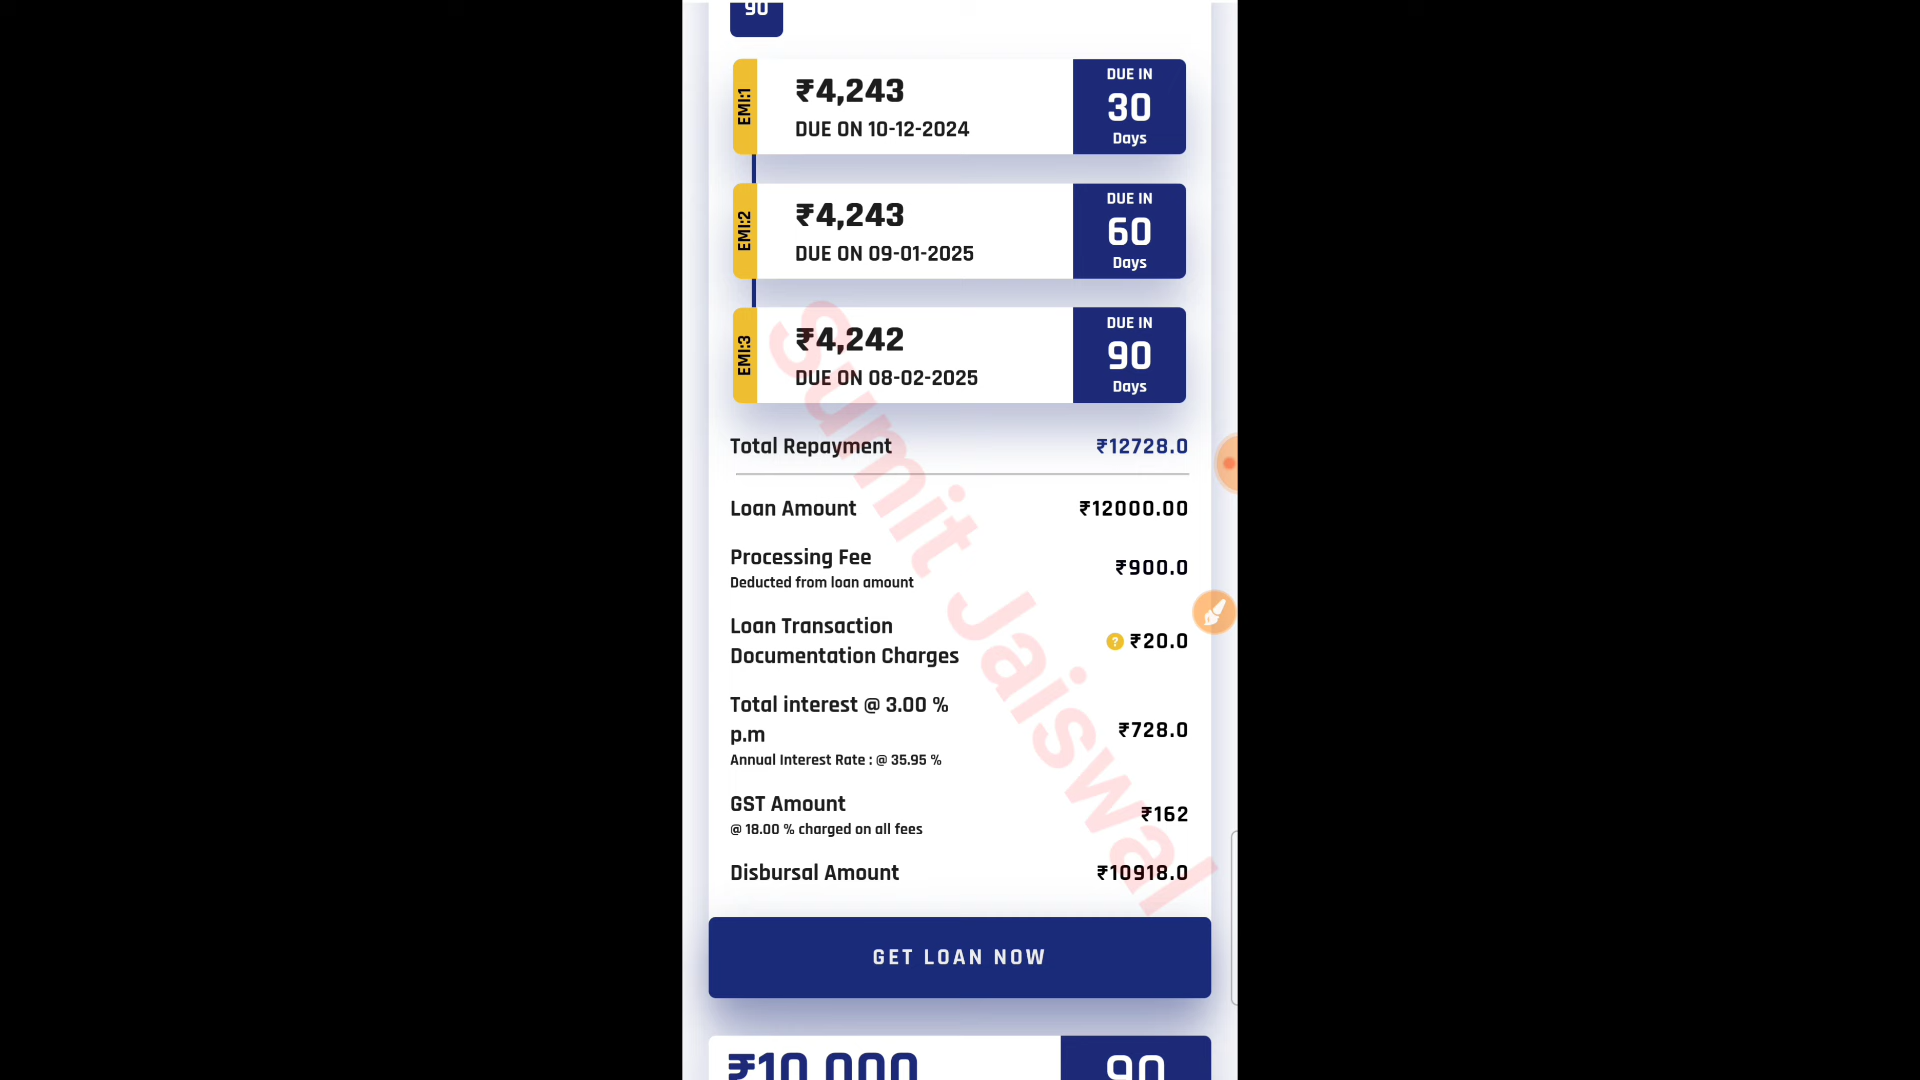 90
EMI:1
₹4,243
DUE ON 10-12-2024
DUE IN
30
Days
EMI:2
₹4,243
DUE ON 09-01-2025
DUE IN
60
Days
EMI:3
₹4,242
DUE ON 08-02-2025
DUE IN
90
Days
Total Repayment ₹12728.0
Loan Amount ₹12000.00
Processing Fee ₹900.0
Deducted from loan amount
Loan Transaction
Documentation Charges ? ₹20.0
Total interest @ 3.00 %
p.m ₹728.0
Annual Interest Rate : @ 35.95 %
GST Amount ₹162
@ 18.00 % charged on all fees
Disbursal Amount ₹10918.0
GET LOAN NOW
₹10,000 90
Sumit Jaiswal